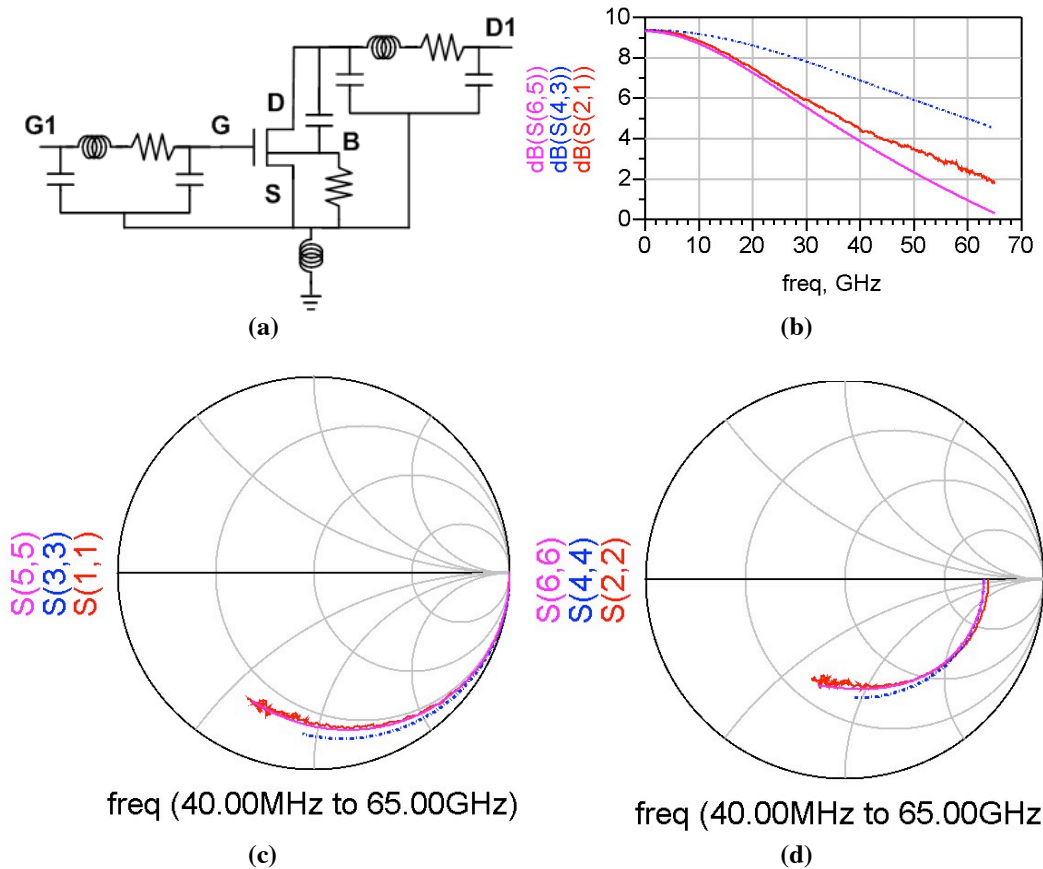 G1
G
D
B
S
D1
(a)
dB(S(6,5))
dB(S(4,3))
dB(S(2,1))
10
8
6
4
2
0
0 10 20 30 40 50 60 70
freq, GHz
(b)
S(5,5)
S(3,3)
S(1,1)
freq (40.00MHz to 65.00GHz)
(c)
S(6,6)
S(4,4)
S(2,2)
freq (40.00MHz to 65.00GHz
(d)